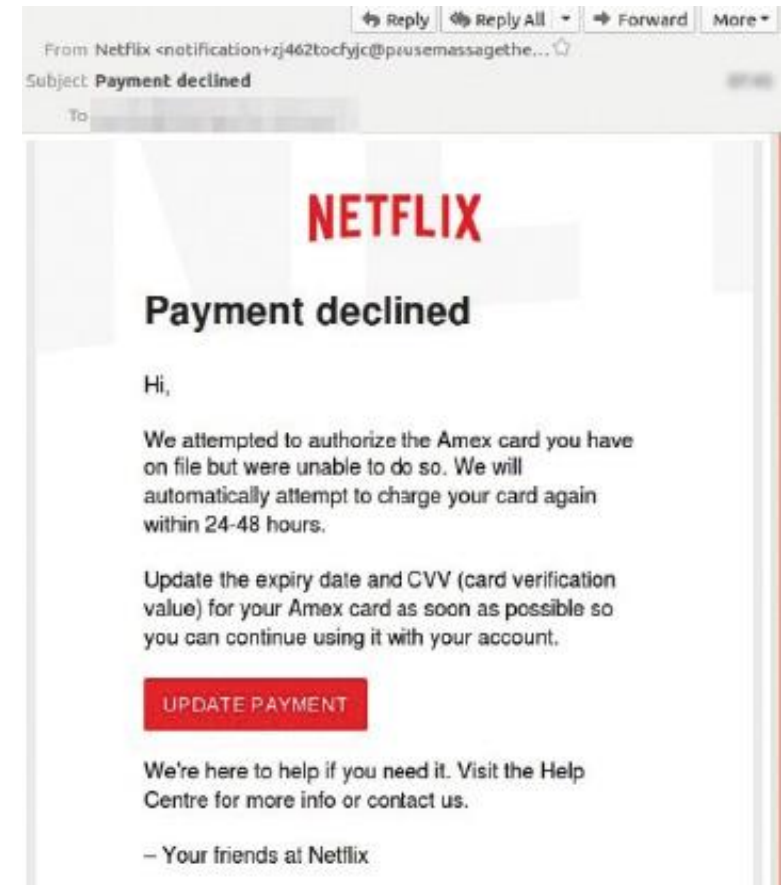 Reply Reply All Forward More
From Netflix <notification+zj462tocfyjc@pausemassagethe...
Subject Payment declined
To
NETFLIX
Payment declined
Hi,
We attempted to authorize the Amex card you have
on file but were unable to do so. We will
automatically attempt to charge your card again
within 24-48 hours.
Update the expiry date and CVV (card verification
value) for your Amex card as soon as possible so
you can continue using it with your account.
UPDATE PAYMENT
We're here to help if you need it. Visit the Help
Centre for more info or contact us.
– Your friends at Netflix